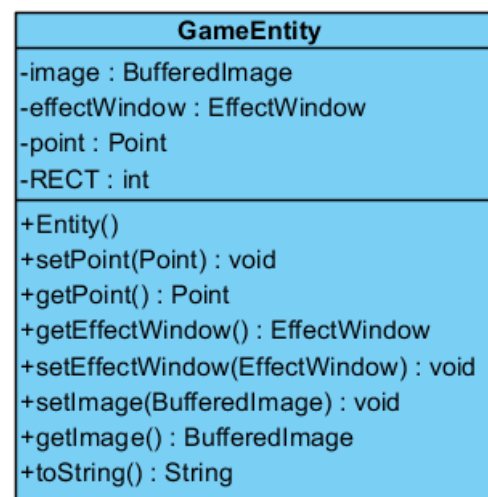 GameEntity
-image : BufferedImage
-effectWindow : EffectWindow
-point : Point
-RECT : int
+Entity()
+setPoint(Point) : void
+getPoint() : Point
+getEffectWindow() : EffectWindow
+setEffectWindow(EffectWindow) : void
+setImage(BufferedImage) : void
+getImage() : BufferedImage
+toString() : String